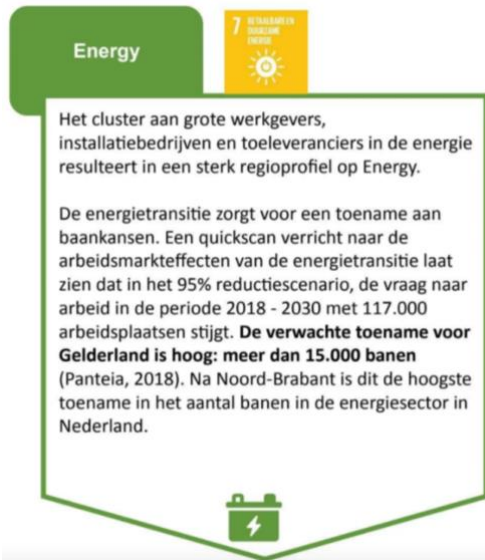 Energy
7 BETAALBARE EN
DUURZAME
ENERGIE
Het cluster aan grote werkgevers,
installatiebedrijven en toeleveranciers in de energie
resulteert in een sterk regioprofiel op Energy.
De energietransitie zorgt voor een toename aan
baankansen. Een quickscan verricht naar de
arbeidsmarkteffecten van de energietransitie laat
zien dat in het 95% reductiescenario, de vraag naar
arbeid in de periode 2018 - 2030 met 117.000
arbeidsplaatsen stijgt. De verwachte toename voor
Gelderland is hoog: meer dan 15.000 banen
(Panteia, 2018). Na Noord-Brabant is dit de hoogste
toename in het aantal banen in de energiesector in
Nederland.